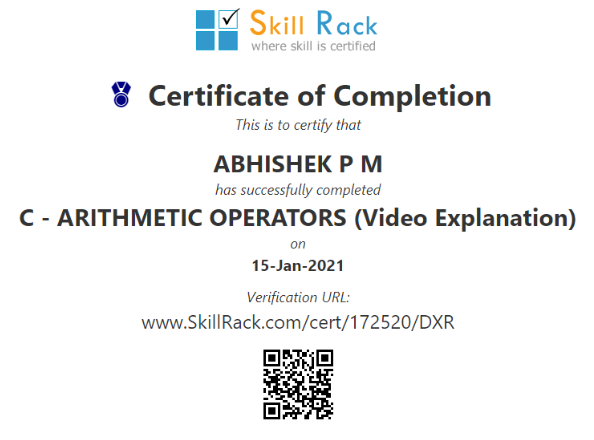 Skill Rack
where skill is certified
Certificate of Completion
This is to certify that
ABHISHEK P M
has successfully completed
C - ARITHMETIC OPERATORS (Video Explanation)
on
15-Jan-2021
Verification URL:
www.SkillRack.com/cert/172520/DXR